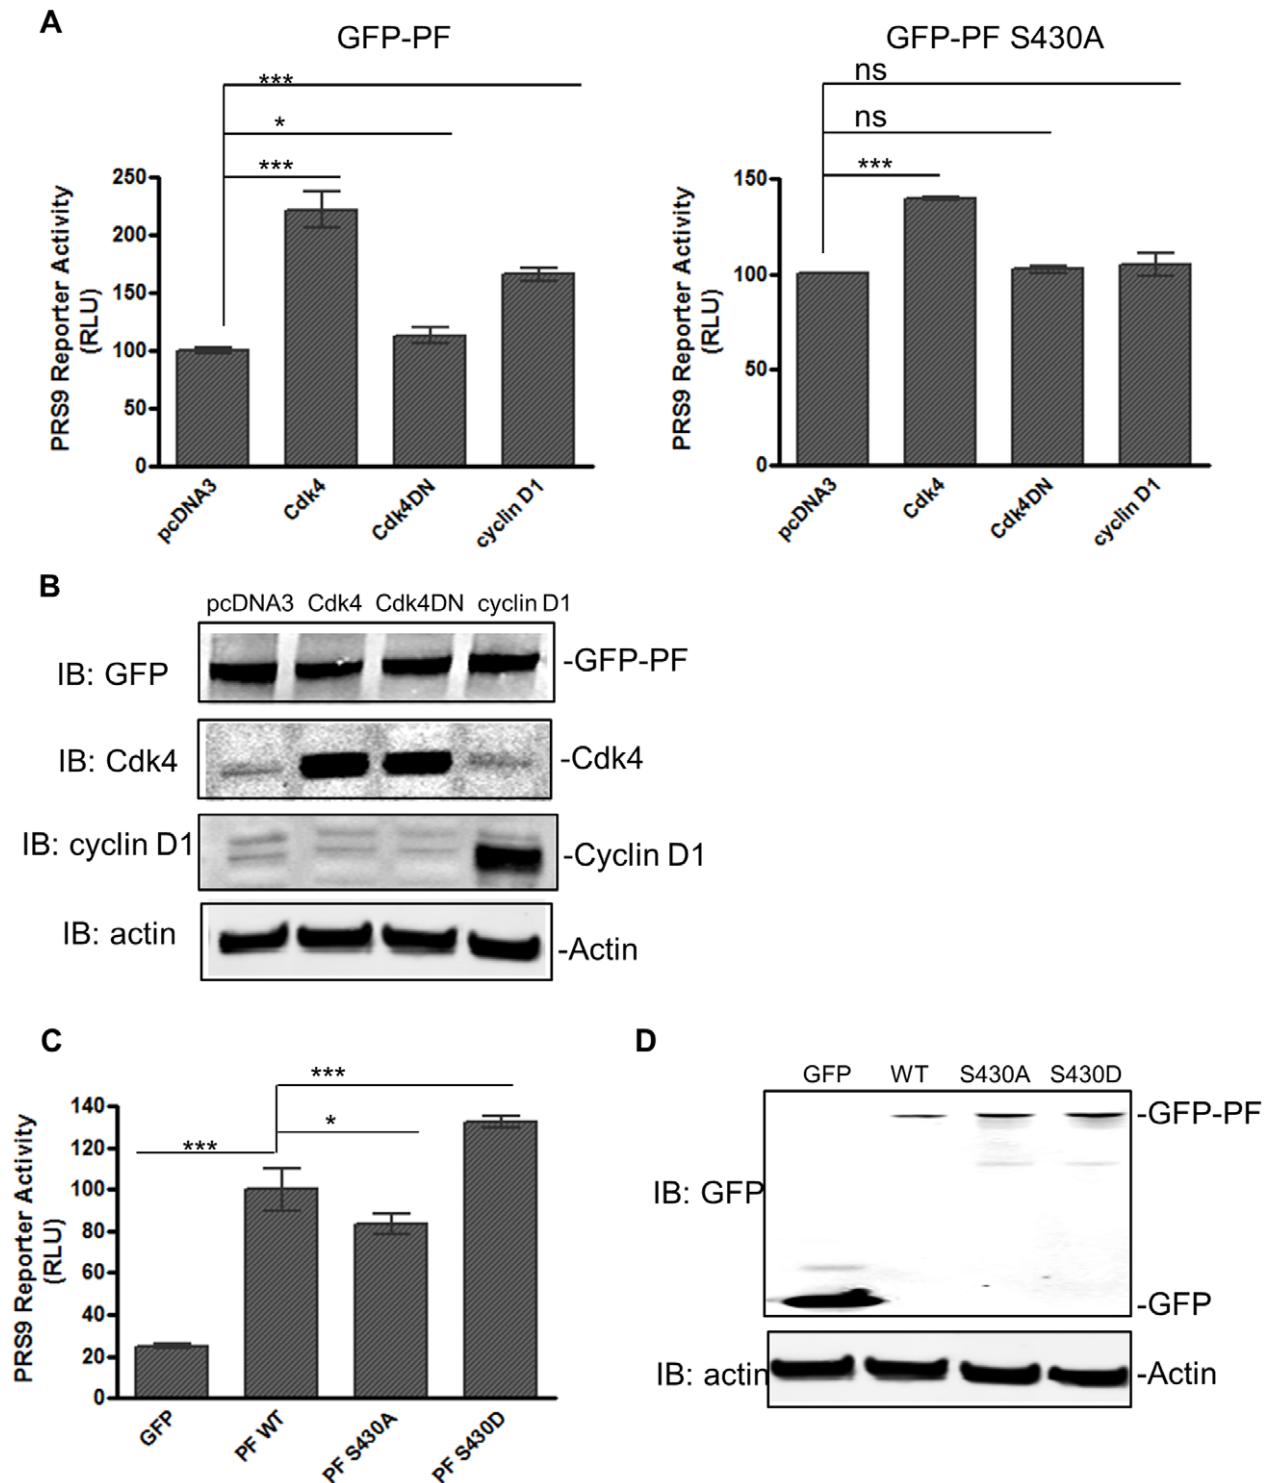 A
GFP-PF
GFP-PF S430A
***
*
***
ns
ns
***
PRS9 Reporter Activity
(RLU)
250
200
150
100
50
0
pcDNA3
Cdk4
Cdk4DN
cyclin D1
PRS9 Reporter Activity
(RLU)
150
100
50
0
pcDNA3
Cdk4
Cdk4DN
cyclin D1
B
pcDNA3 Cdk4 Cdk4DN cyclin D1
IB: GFP
-GFP-PF
IB: Cdk4
-Cdk4
IB: cyclin D1
-Cyclin D1
IB: actin
-Actin
C
***
*
***
PRS9 Reporter Activity
(RLU)
140
120
100
80
60
40
20
0
GFP
PF WT
PF S430A
PF S430D
D
GFP WT S430A S430D
-GFP-PF
IB: GFP
-GFP
IB: actin
-Actin